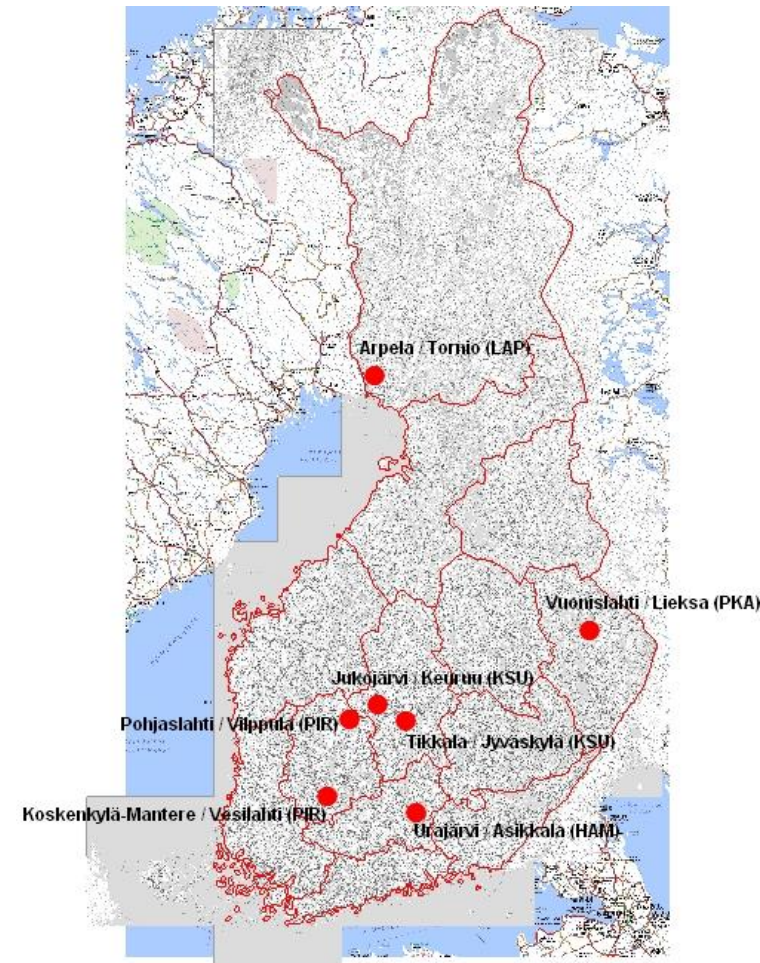 Arpela / Tornio (LAP)
Vuonislahti / Lieksa (PKA)
Jukojärvi / Keuruu (KSU)
Pohjaslahti / Vilppula (PIR)
Tikkala / Jyväskylä (KSU)
Koskenkylä-Mantere / Vesilahti (PIR)
Urajärvi / Asikkala (HAM)